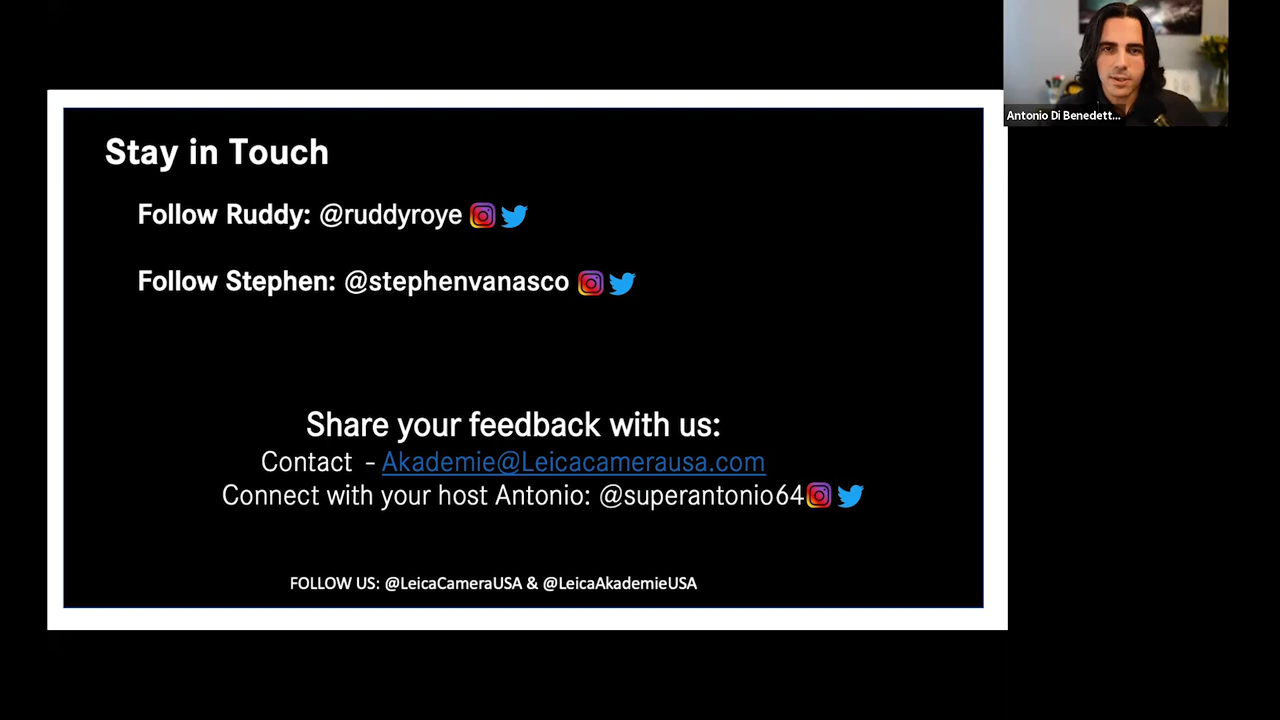 Antonio Di Benedett...
Stay in Touch
Follow Ruddy: @ruddyroye
Follow Stephen: @stephenvanasco
Share your feedback with us:
Contact - Akademie@Leicacamerausa.com
Connect with your host Antonio: @superantonio64
FOLLOW US: @LeicaCameraUSA & @LeicaAkademieUSA